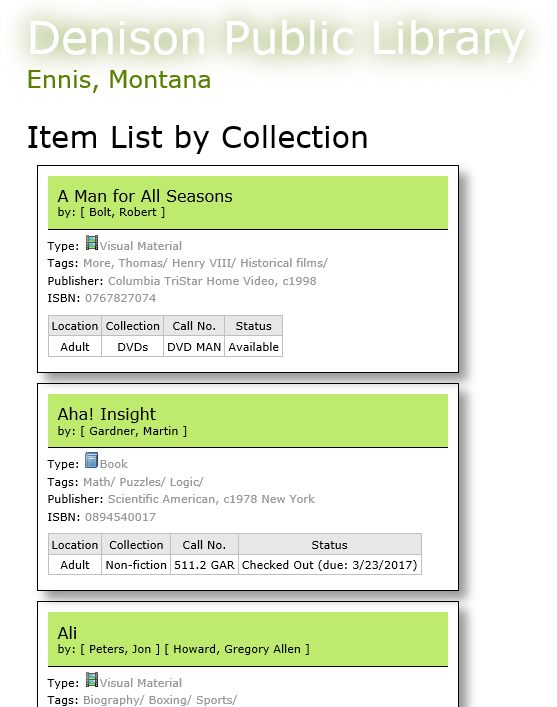 Denison Public Library
Ennis, Montana
Item List by Collection
A Man for All Seasons
by: [ Bolt, Robert ]
Type: Visual Material
Tags: More, Thomas/ Henry VIII/ Historical films/
Publisher: Columbia TriStar Home Video, c1998
ISBN: 0767827074
Location Collection Call No. Status
Adult DVDs DVD MAN Available
Aha! Insight
by: [ Gardner, Martin ]
Type: Book
Tags: Math/ Puzzles/ Logic/
Publisher: Scientific American, c1978 New York
ISBN: 0894540017
Location Collection Call No. Status
Adult Non-fiction 511.2 GAR Checked Out (due: 3/23/2017)
Ali
by: [ Peters, Jon ] [ Howard, Gregory Allen ]
Type: Visual Material
Tags: Biography/ Boxing/ Sports/